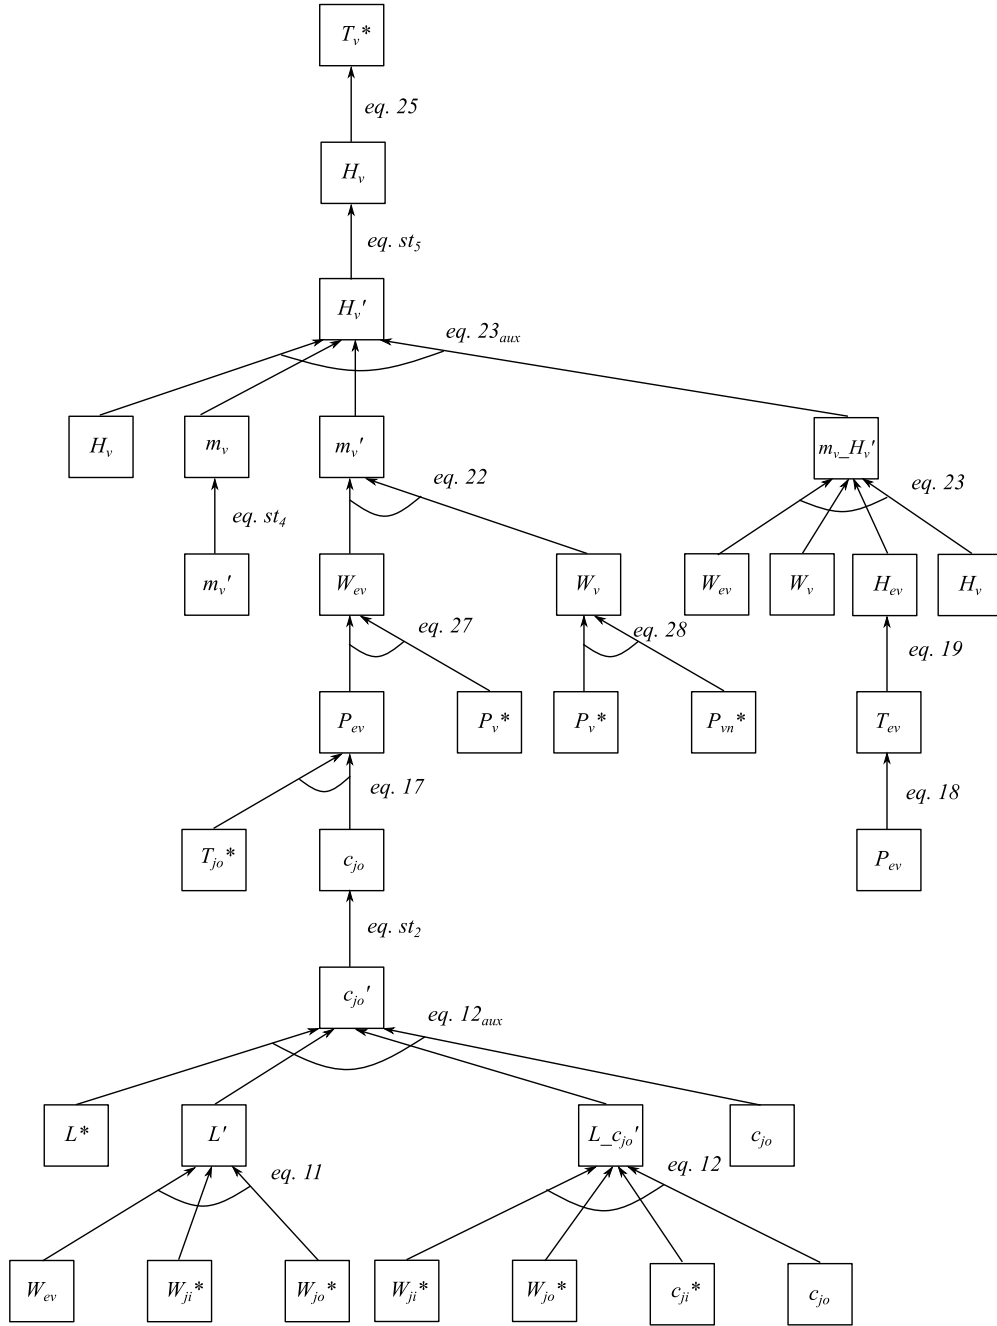 Tv*
eq. 25
Hv
eq. st5
Hv'
eq. 23aux
Hv
mv
mv'
mv_Hv'
eq. st4
eq. 22
eq. 23
mv'
Wev
Wv
Wev
Wv
Hev
Hv
eq. 27
eq. 28
eq. 19
Pev
Pv*
Pv*
Pvn*
Tev
eq. 17
eq. 18
Tjo*
cjo
Pev
eq. st2
cjo'
eq. 12aux
L*
L'
L_cjo'
cjo
eq. 11
eq. 12
Wev
Wji*
Wjo*
Wji*
Wjo*
cji*
cjo